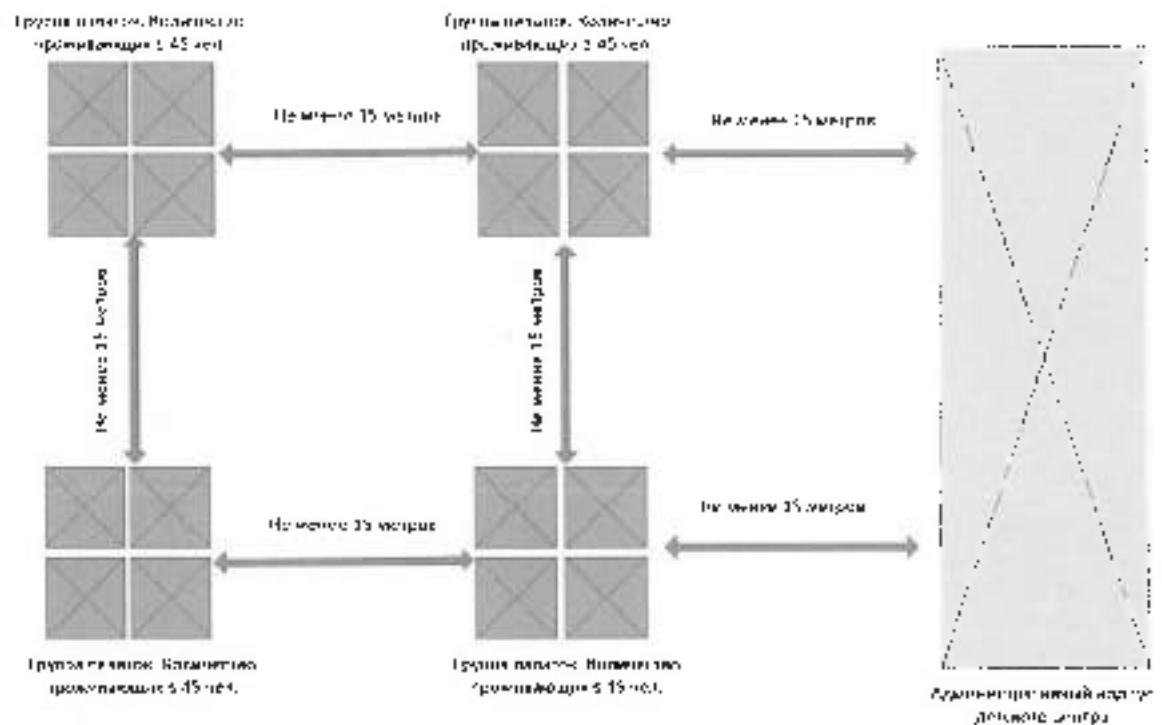 Группа палаток. Количество
Группа палаток. Количество
проживающих в 45 чел
проживающих в 45 чел
Не менее 15 метров
Не менее 15 метров
Не менее 15 метров
Не менее 15 метров
Не менее 15 метров
Не менее 15 метров
Группа палаток. Количество
проживающих в 45 чел.
Группа палаток. Количество
проживающих в 45 чел.
Административный корпус
детского центра